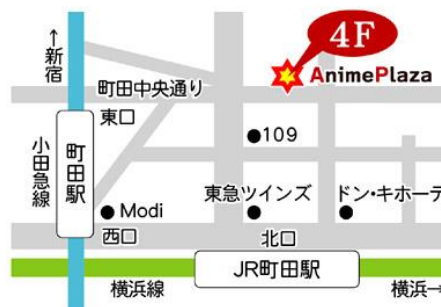 4F
AnimePlaza
←新宿
町田中央通り
東口
小田急線
町田駅
109
東急ツインズ
ドン・キホーテ
Modi
西口
北口
JR町田駅
横浜線
横浜→